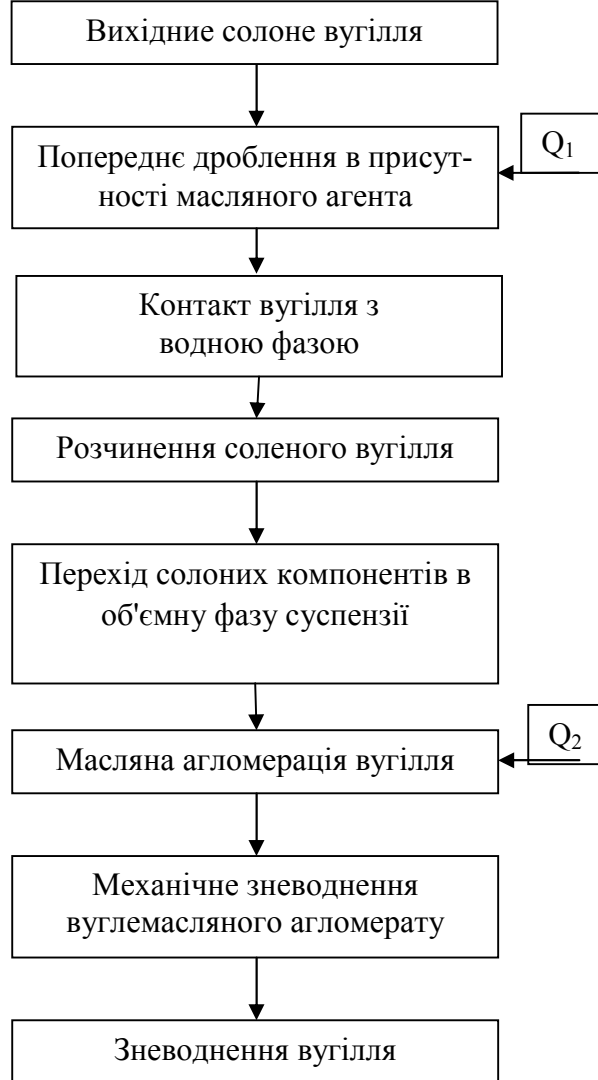 Вихідние солоне вугілля
Попереднє дроблення в присут-
ності масляного агента
Q1
Контакт вугілля з
водною фазою
Розчинення соленого вугілля
Перехід солоних компонентів в
об'ємну фазу суспензії
Масляна агломерація вугілля
Q2
Механічне зневоднення
вуглемасляного агломерату
Зневоднення вугілля